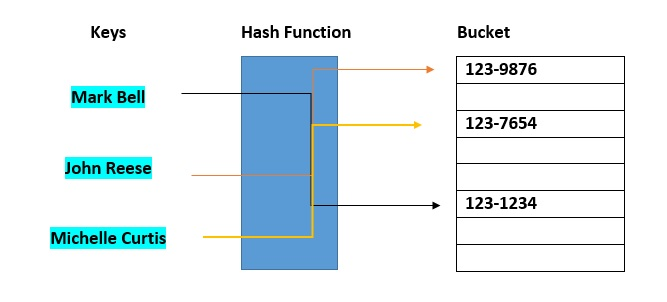 Keys Hash Function Bucket
123-9876
Mark Bell
123-7654
John Reese
123-1234
Michelle Curtis